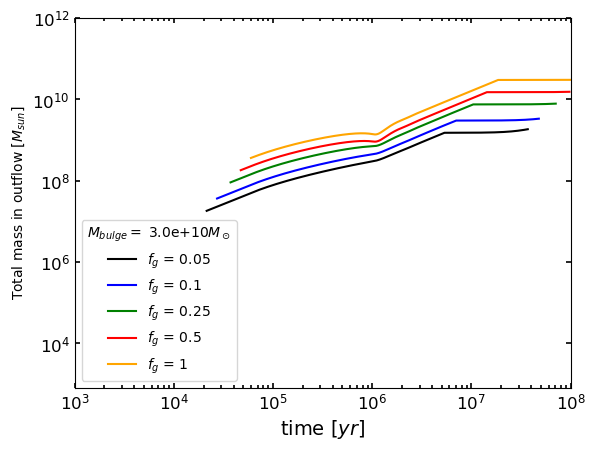 10^12
10^10
10^8
10^6
10^4
Total mass in outflow [M_sun]
M_bulge = 3.0e+10M_⊙
f_g = 0.05
f_g = 0.1
f_g = 0.25
f_g = 0.5
f_g = 1
10^3 10^4 10^5 10^6 10^7 10^8
time [yr]